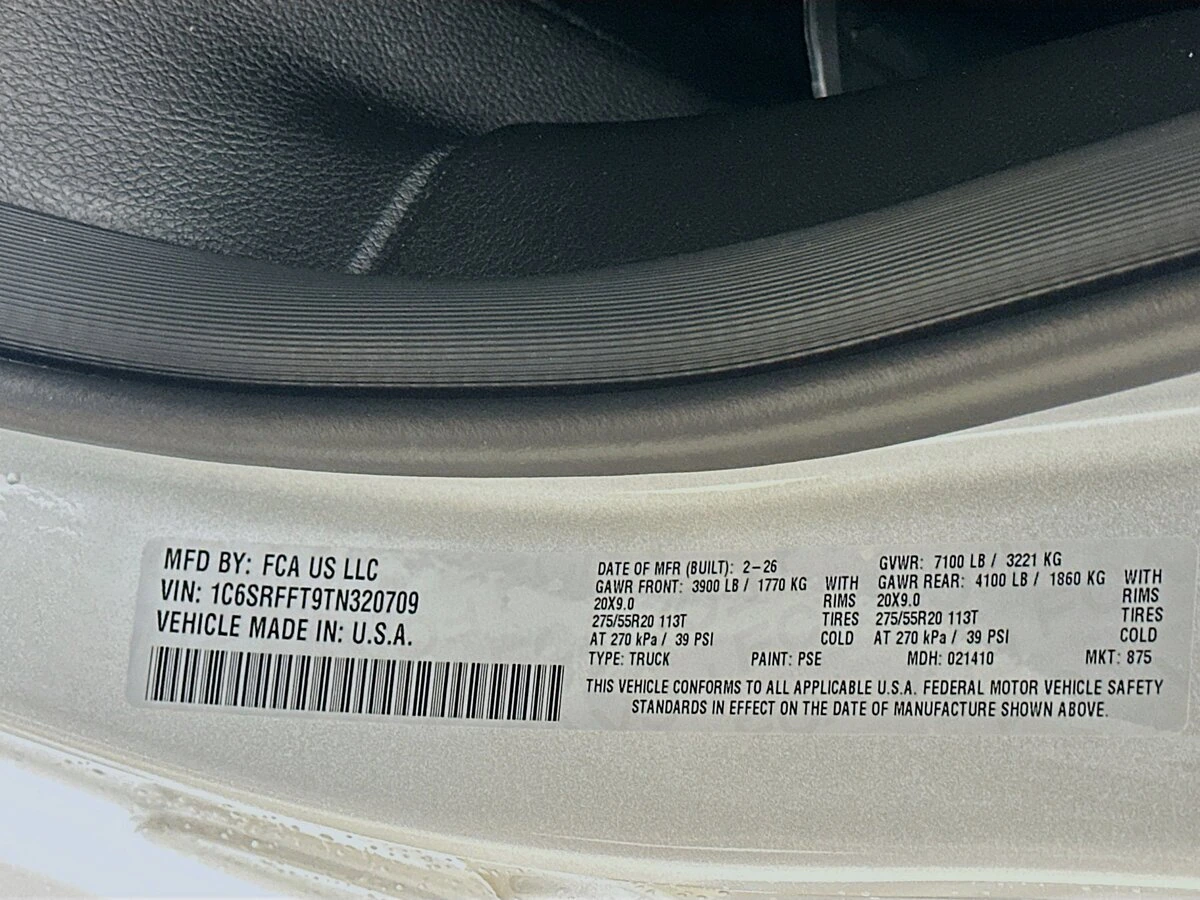 MFD BY: FCA US LLC
VIN: 1C6SRFFT9TN320709
VEHICLE MADE IN: U.S.A.
DATE OF MFR (BUILT): 2-26
GAWR FRONT: 3900 LB / 1770 KG WITH
20X9.0 RIMS
275/55R20 113T TIRES
AT 270 kPa / 39 PSI COLD
GVWR: 7100 LB / 3221 KG
GAWR REAR: 4100 LB / 1860 KG WITH
20X9.0 RIMS
275/55R20 113T TIRES
AT 270 kPa / 39 PSI COLD
TYPE: TRUCK PAINT: PSE MDH: 021410 MKT: 875
THIS VEHICLE CONFORMS TO ALL APPLICABLE U.S.A. FEDERAL MOTOR VEHICLE SAFETY
STANDARDS IN EFFECT ON THE DATE OF MANUFACTURE SHOWN ABOVE.